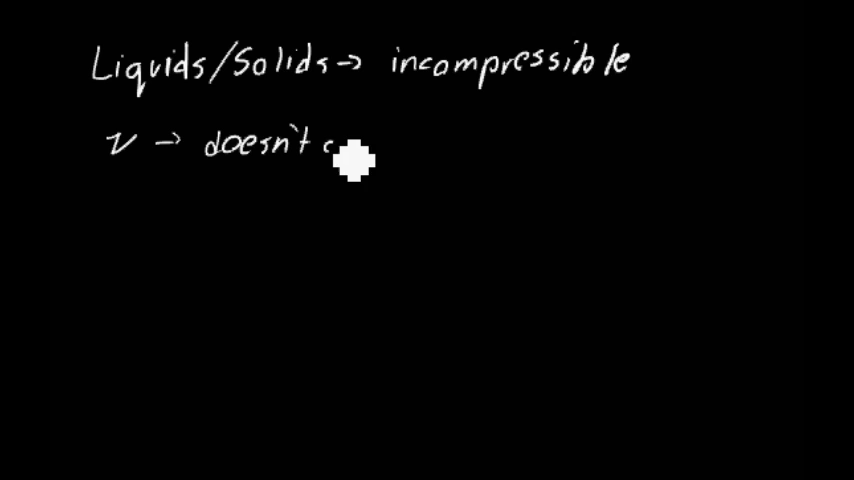 Liquids/Solids → incompressible
ν → doesn't c